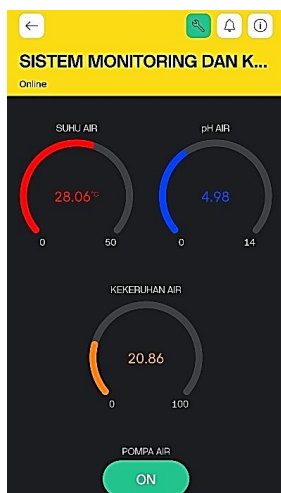 SISTEM MONITORING DAN K...
Online
SUHU AIR
pH AIR
28.06°C
4.98
0
50
0
14
KEKERUHAN AIR
20.86
0
100
POMPA AIR
ON